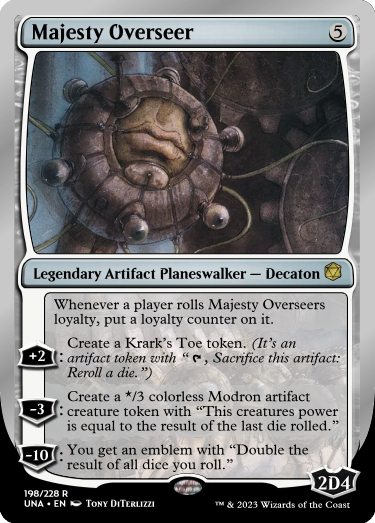 Majesty Overseer 5
Legendary Artifact Planeswalker — Decaton
Whenever a player rolls Majesty Overseers
loyalty, put a loyalty counter on it.
+2: Create a Krark's Toe token. (It's an
artifact token with “ , Sacrifice this artifact:
Reroll a die.”)
-3: Create a */3 colorless Modron artifact
creature token with “This creatures power
is equal to the result of the last die rolled.”
-10: You get an emblem with “Double the
result of all dice you roll.”
2D4
198/228 R
UNA • EN Tony DiTerlizzi
™ & 2023 Wizards of the Coast